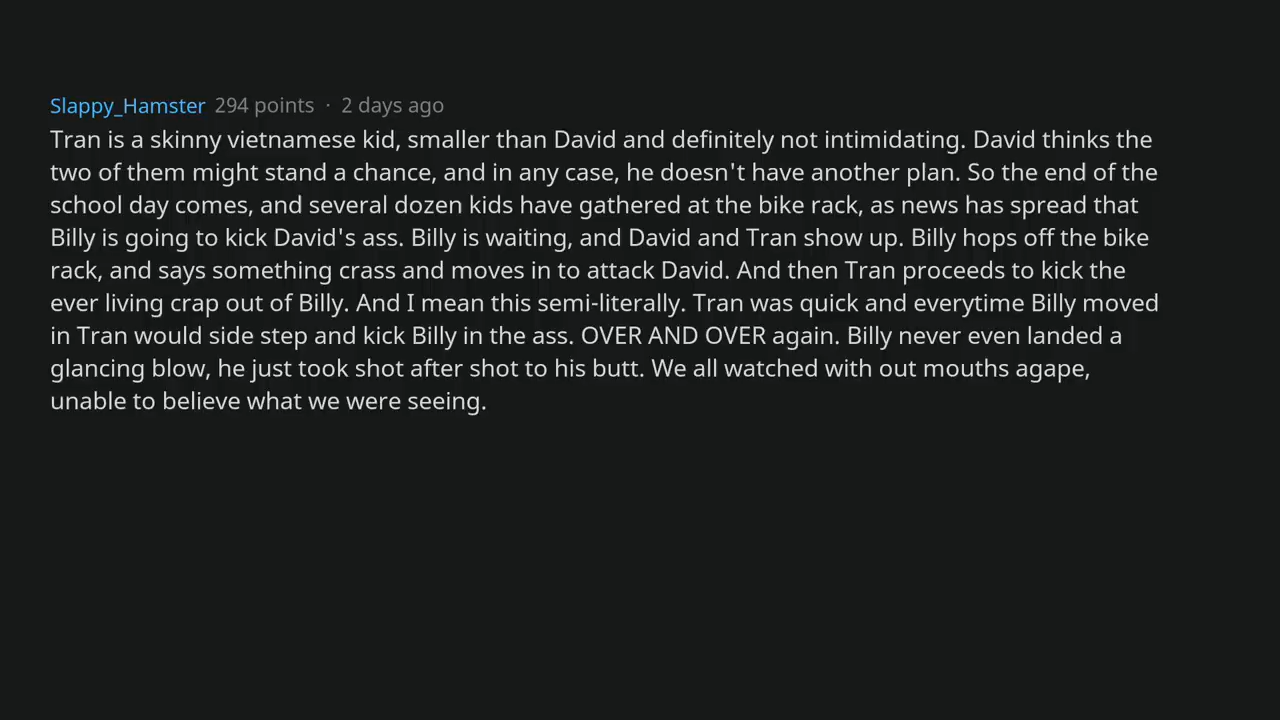 Slappy_Hamster 294 points · 2 days ago
Tran is a skinny vietnamese kid, smaller than David and definitely not intimidating. David thinks the
two of them might stand a chance, and in any case, he doesn't have another plan. So the end of the
school day comes, and several dozen kids have gathered at the bike rack, as news has spread that
Billy is going to kick David's ass. Billy is waiting, and David and Tran show up. Billy hops off the bike
rack, and says something crass and moves in to attack David. And then Tran proceeds to kick the
ever living crap out of Billy. And I mean this semi-literally. Tran was quick and everytime Billy moved
in Tran would side step and kick Billy in the ass. OVER AND OVER again. Billy never even landed a
glancing blow, he just took shot after shot to his butt. We all watched with out mouths agape,
unable to believe what we were seeing.